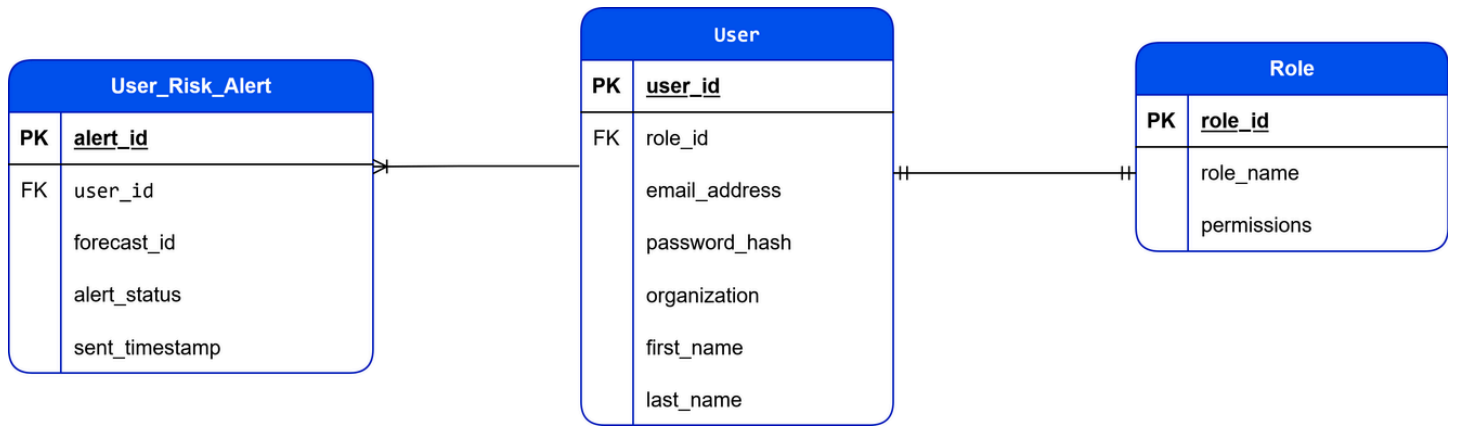 User_Risk_Alert
PK alert_id
FK user_id
forecast_id
alert_status
sent_timestamp
User
PK user_id
FK role_id
email_address
password_hash
organization
first_name
last_name
Role
PK role_id
role_name
permissions